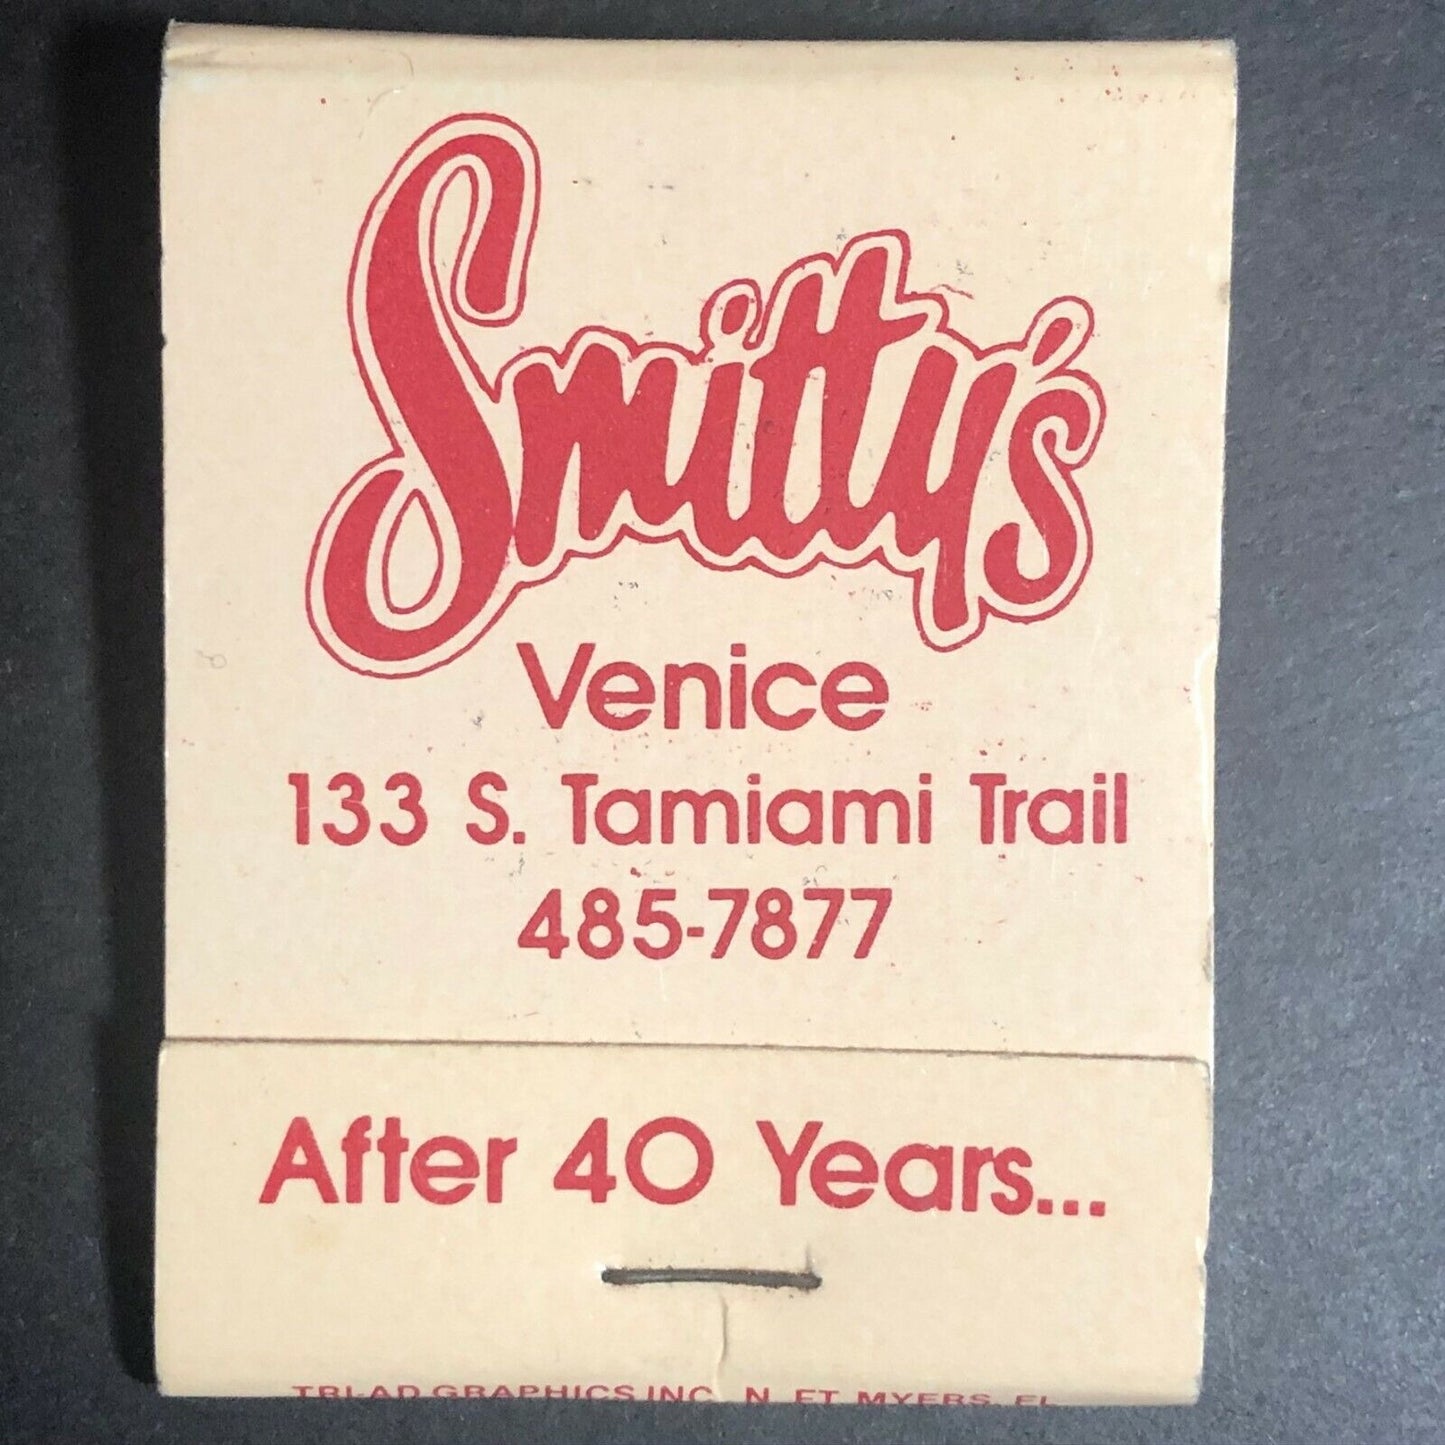 Smitty's
Venice
133 S. Tamiami Trail
485-7877
After 40 Years...
TRI-AD GRAPHICS INC. N. FT. MYERS, FL